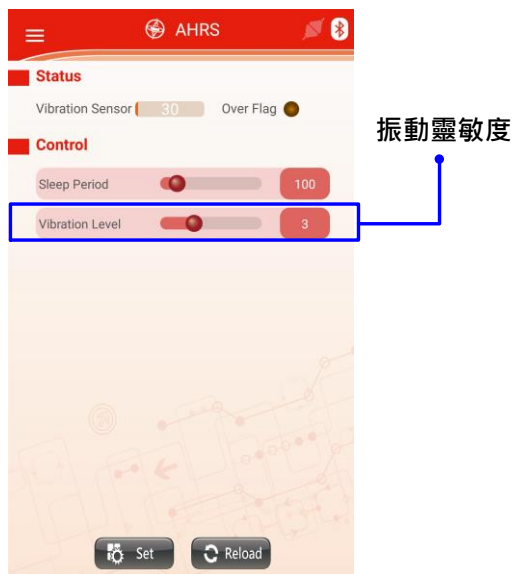 AHRS
Status
Vibration Sensor 30 Over Flag
Control
Sleep Period 100
Vibration Level 3
振動靈敏度
Set Reload